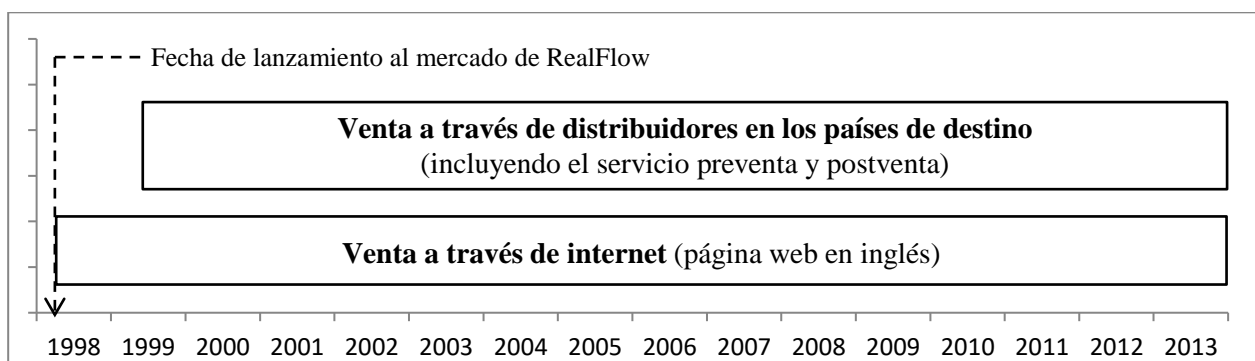 Fecha de lanzamiento al mercado de RealFlow
Venta a través de distribuidores en los países de destino
(incluyendo el servicio preventa y postventa)
Venta a través de internet (página web en inglés)
1998 1999 2000 2001 2002 2003 2004 2005 2006 2007 2008 2009 2010 2011 2012 2013